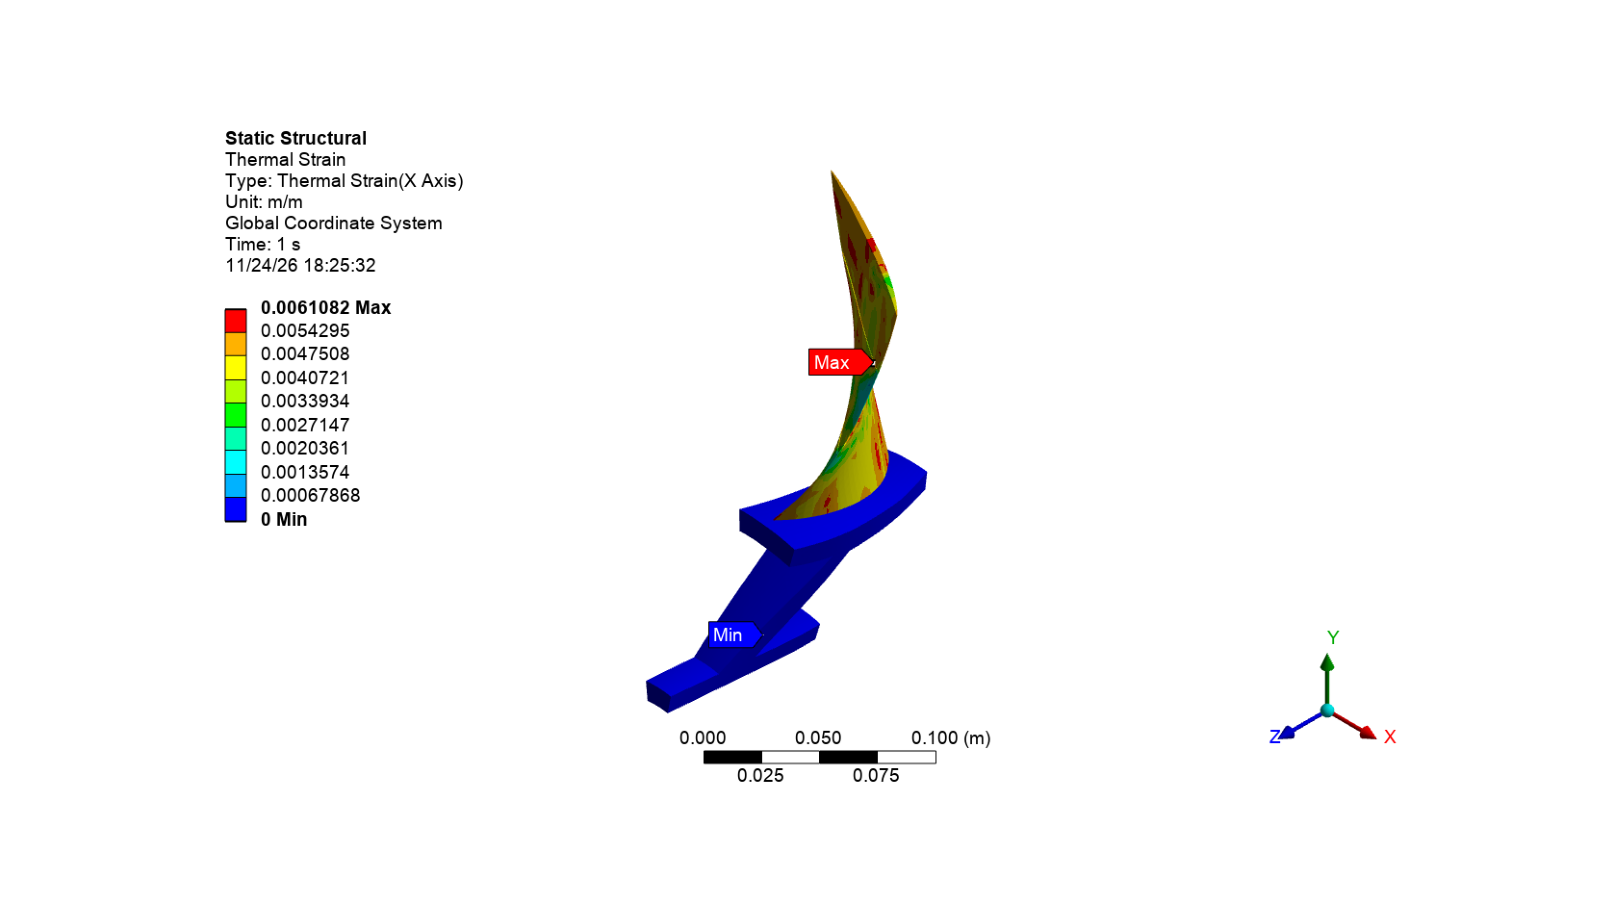 Static Structural
Thermal Strain
Type: Thermal Strain(X Axis)
Unit: m/m
Global Coordinate System
Time: 1 s
11/24/26 18:25:32
0.0061082 Max
0.0054295
0.0047508
0.0040721
0.0033934
0.0027147
0.0020361
0.0013574
0.00067868
0 Min
Max
Min
0.000 0.050 0.100 (m)
0.025 0.075
Y
Z X